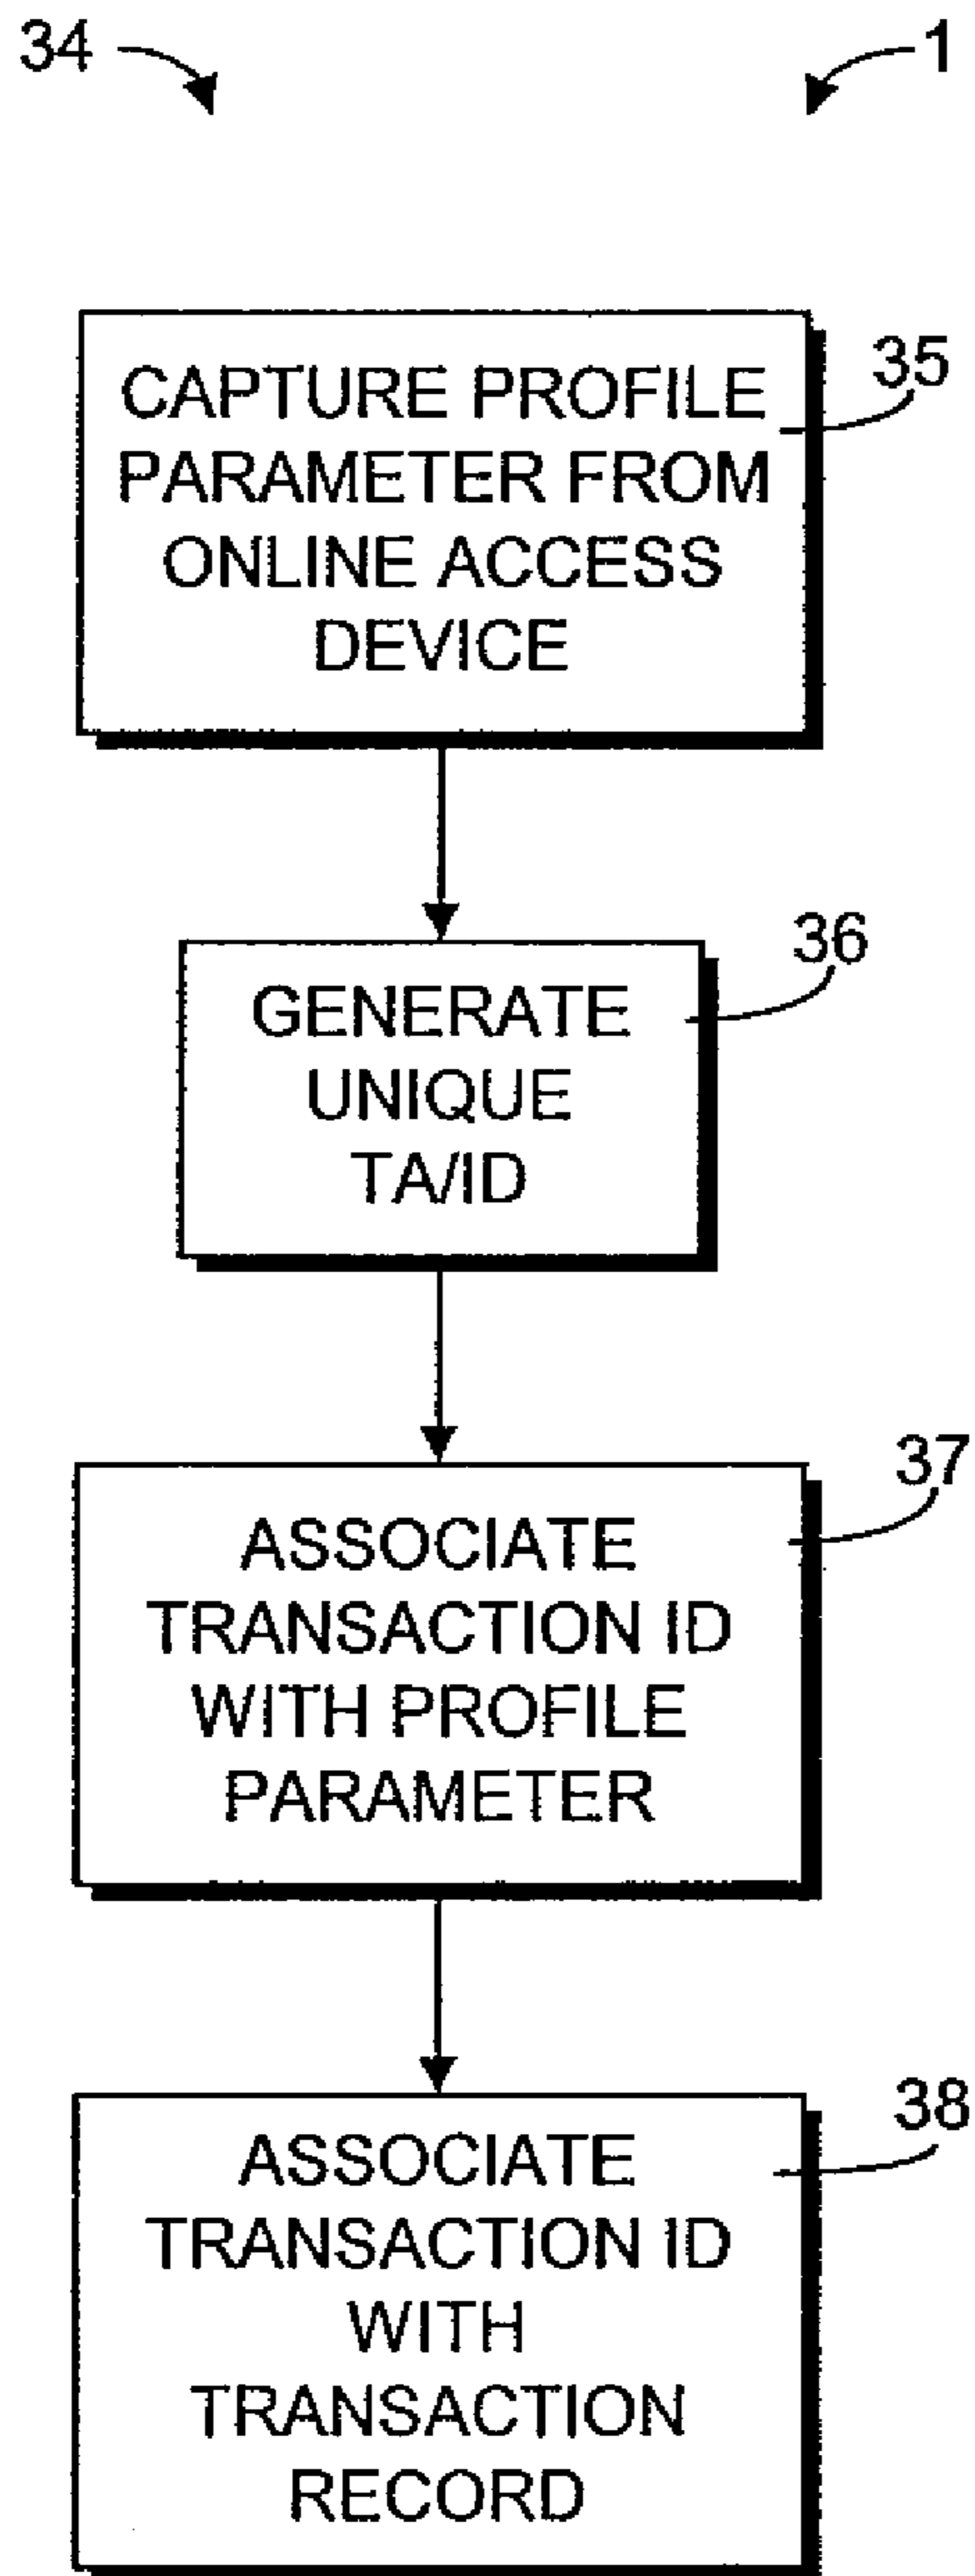 34
1
CAPTURE PROFILE
PARAMETER FROM
ONLINE ACCESS
DEVICE
35
GENERATE
UNIQUE
TA/ID
36
ASSOCIATE
TRANSACTION ID
WITH PROFILE
PARAMETER
37
ASSOCIATE
TRANSACTION ID
WITH
TRANSACTION
RECORD
38